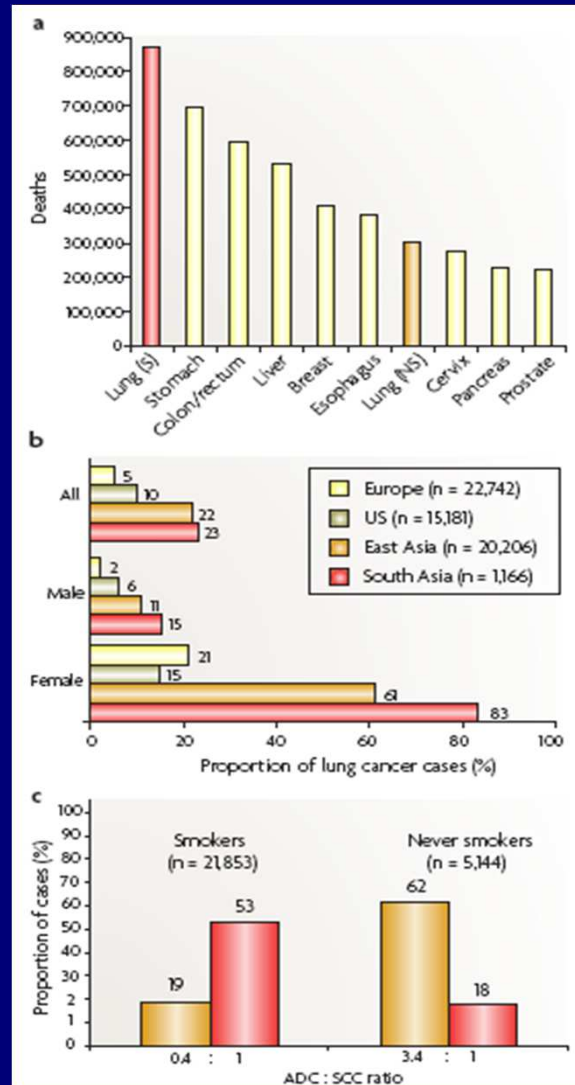 a
900,000
800,000
700,000
600,000
500,000
400,000
300,000
200,000
100,000
0
Deaths
Lung (S)
Stomach
Colon/rectum
Liver
Breast
Esophagus
Lung (NS)
Cervix
Pancreas
Prostate
b
All
5
10
22
23
Male
2
6
11
15
Female
21
15
61
83
Europe (n = 22,742)
US (n = 15,181)
East Asia (n = 20,206)
South Asia (n = 1,166)
0 20 40 60 80 100
Proportion of lung cancer cases (%)
c
100
90
80
70
60
50
40
30
2
1
0
Proportion of cases (%)
Smokers
(n = 21,853)
Never smokers
(n = 5,144)
19
53
62
18
0.4 : 1
3.4 : 1
ADC : SCC ratio